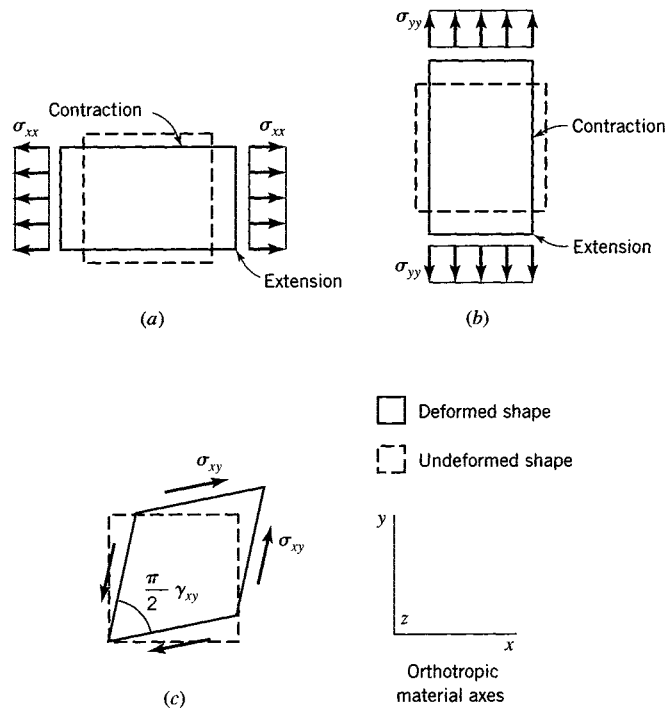 σxx
Contraction
σxx
Extension
(a)
σyy
Contraction
Extension
σyy
(b)
Deformed shape
Undeformed shape
σxy
σxy
π/2 γxy
(c)
y
z
x
Orthotropic
material axes